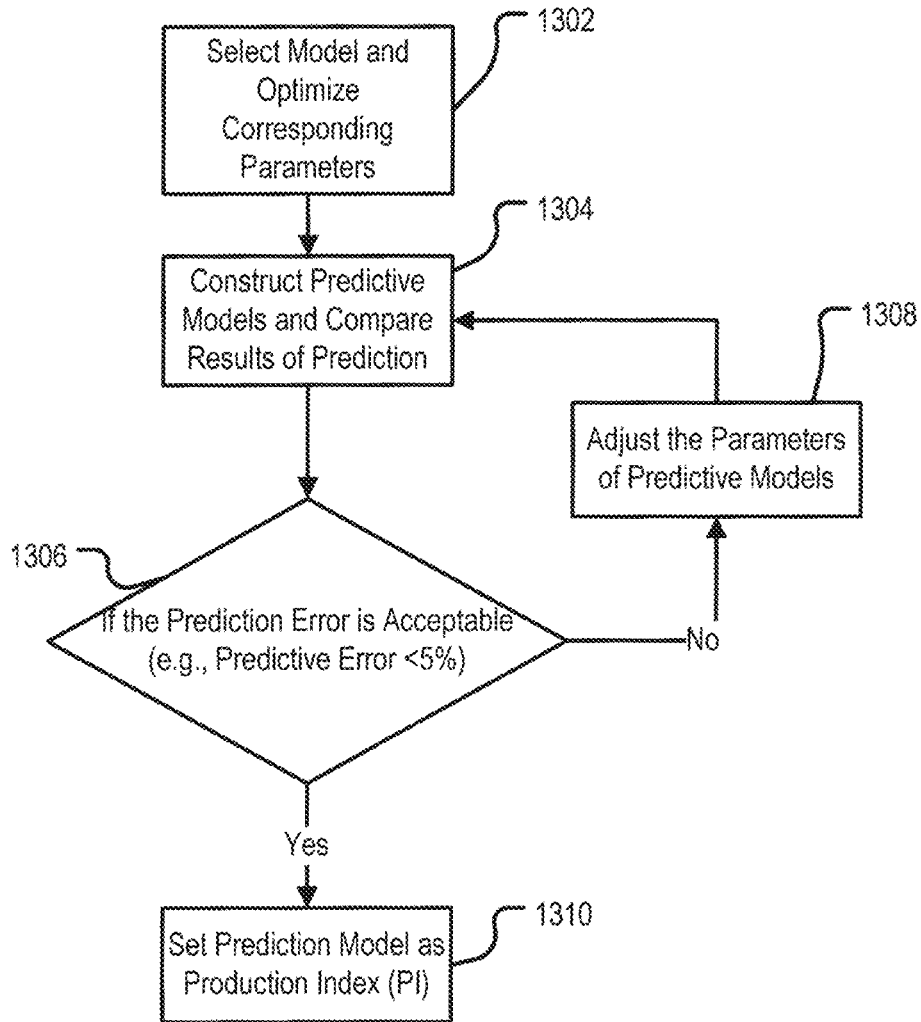 1302
Select Model and
Optimize
Corresponding
Parameters
1304
Construct Predictive
Models and Compare
Results of Prediction
1308
Adjust the Parameters
of Predictive Models
1306
If the Prediction Error is Acceptable
(e.g., Predictive Error <5%)
No
Yes
1310
Set Prediction Model as
Production Index (PI)